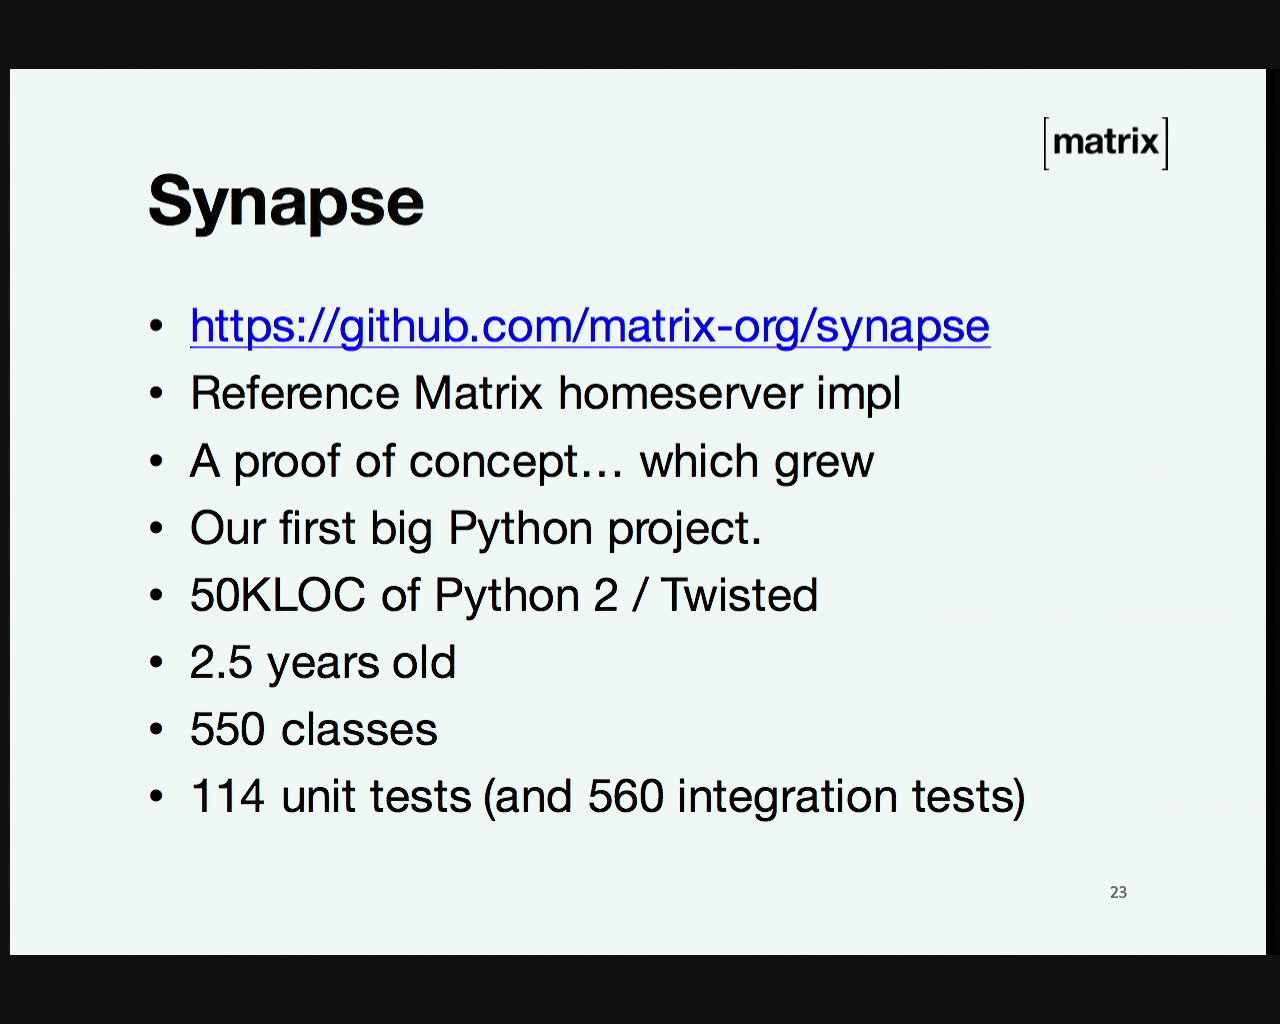 [matrix]
Synapse
• https://github.com/matrix-org/synapse
• Reference Matrix homeserver impl
• A proof of concept… which grew
• Our first big Python project.
• 50KLOC of Python 2 / Twisted
• 2.5 years old
• 550 classes
• 114 unit tests (and 560 integration tests)
23